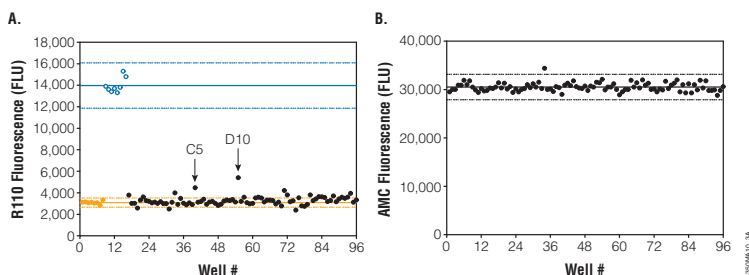 A.
R110 Fluorescence (FLU)
18,000
16,000
14,000
12,000
10,000
8,000
6,000
4,000
2,000
0
C5
D10
0 12 24 36 48 60 72 84 96
Well #
B.
AMC Fluorescence (FLU)
40,000
30,000
20,000
10,000
0
0 12 24 36 48 60 72 84 96
Well #